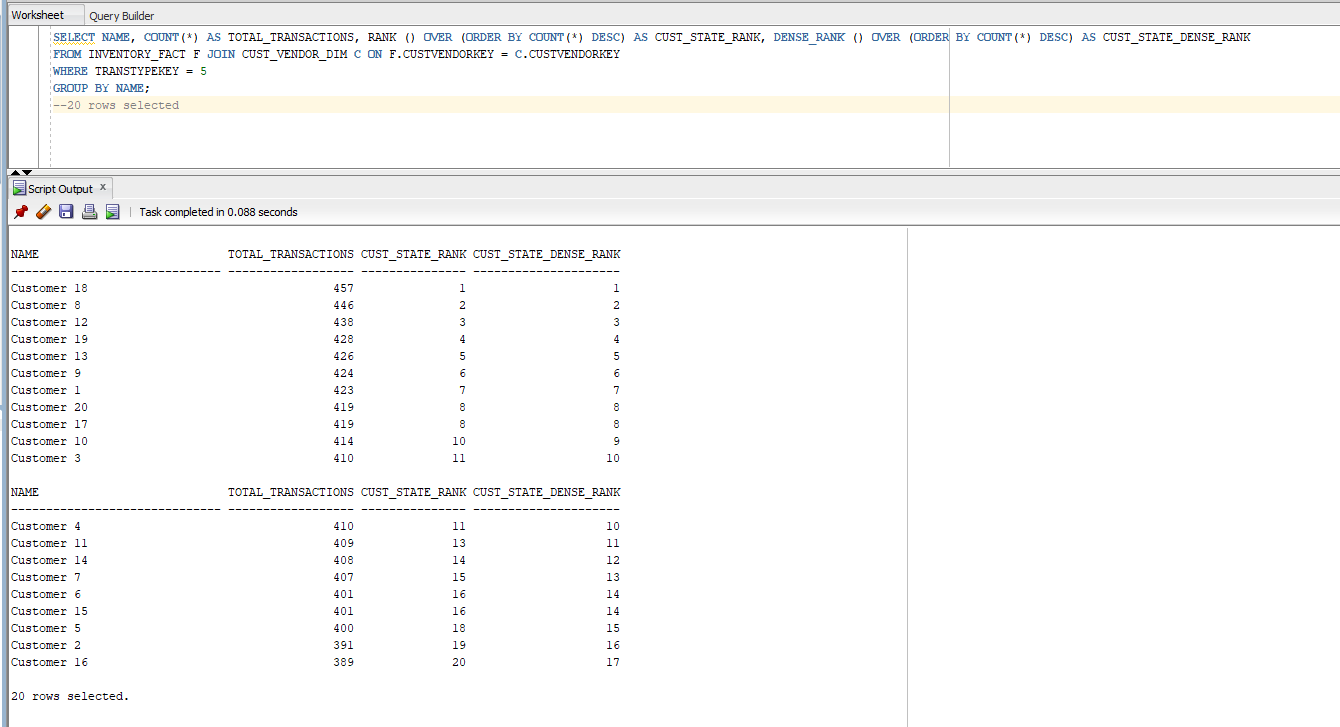 Worksheet Query Builder
SELECT NAME, COUNT(*) AS TOTAL_TRANSACTIONS, RANK () OVER (ORDER BY COUNT(*) DESC) AS CUST_STATE_RANK, DENSE_RANK () OVER (ORDER BY COUNT(*) DESC) AS CUST_STATE_DENSE_RANK
FROM INVENTORY_FACT F JOIN CUST_VENDOR_DIM C ON F.CUSTVENDORKEY = C.CUSTVENDORKEY
WHERE TRANSTYPEKEY = 5
GROUP BY NAME;
--20 rows selected
Script Output x
Task completed in 0.088 seconds
NAME TOTAL_TRANSACTIONS CUST_STATE_RANK CUST_STATE_DENSE_RANK
------------------------------ ------------------ --------------- ---------------------
Customer 18 457 1 1
Customer 8 446 2 2
Customer 12 438 3 3
Customer 19 428 4 4
Customer 13 426 5 5
Customer 9 424 6 6
Customer 1 423 7 7
Customer 20 419 8 8
Customer 17 419 8 8
Customer 10 414 10 9
Customer 3 410 11 10
NAME TOTAL_TRANSACTIONS CUST_STATE_RANK CUST_STATE_DENSE_RANK
------------------------------ ------------------ --------------- ---------------------
Customer 4 410 11 10
Customer 11 409 13 11
Customer 14 408 14 12
Customer 7 407 15 13
Customer 6 401 16 14
Customer 15 401 16 14
Customer 5 400 18 15
Customer 2 391 19 16
Customer 16 389 20 17
20 rows selected.